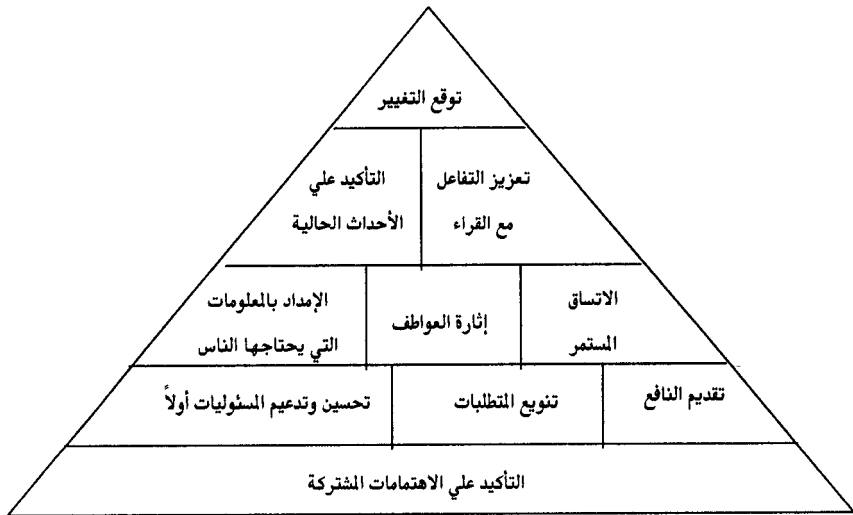 توقع التغيير
تعزيز التفاعل
مع القراء
التأكيد علي
الأحداث الحالية
الاتساق
المستمر
إثارة العواطف
الإمداد بالمعلومات
التي يحتاجها الناس
تقديم النافع
تنويع المتطلبات
تحسين وتدعيم المسئوليات أولاً
التأكيد علي الاهتمامات المشتركة